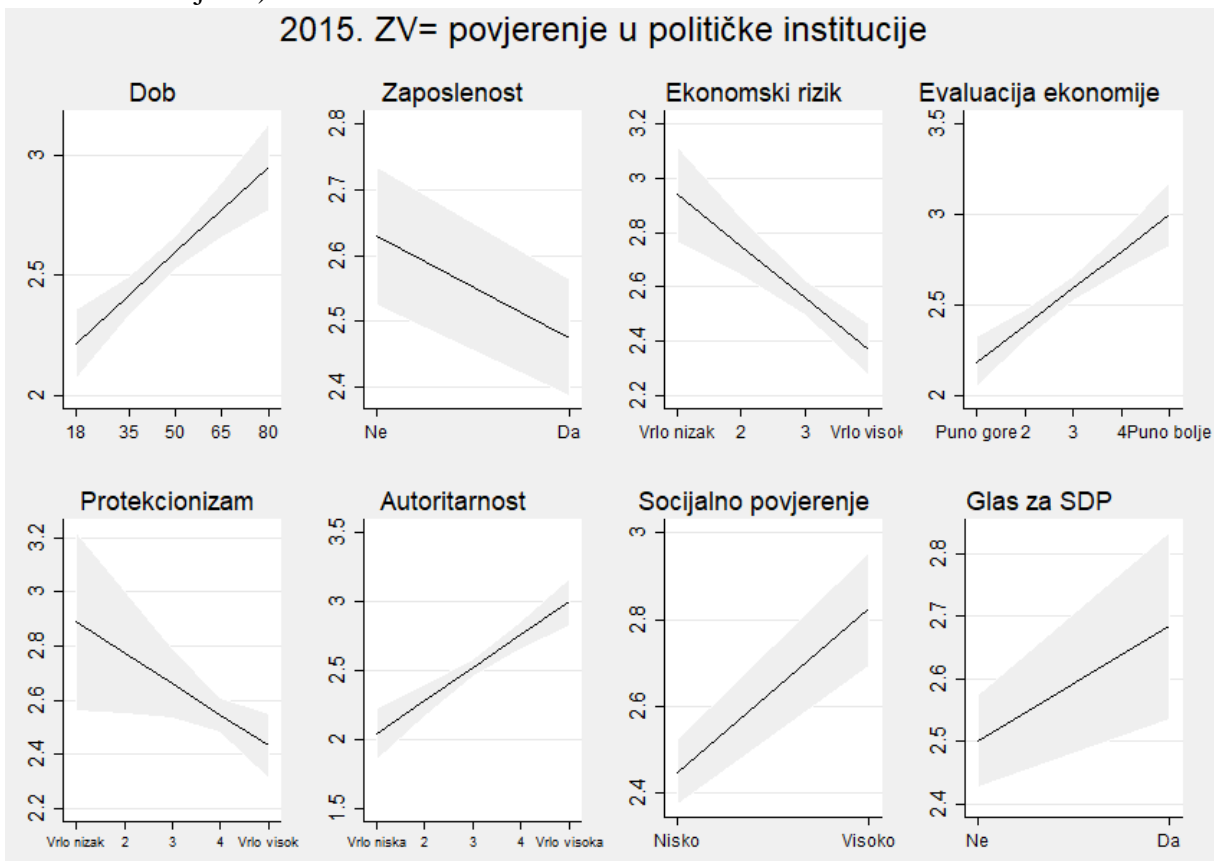 2015. ZV= povjerenje u političke institucije
Dob
3
2.5
2
18 35 50 65 80
Zaposlenost
2.8
2.7
2.6
2.5
2.4
Ne Da
Ekonomski rizik
3.2
3
2.8
2.6
2.4
2.2
Vrlo nizak 2 3 Vrlo visok
Evaluacija ekonomije
3.5
3
2.5
2
Puno gore 2 3 4 Puno bolje
Protekcionizam
3.2
3
2.8
2.6
2.4
2.2
Vrlo nizak 2 3 4 Vrlo visok
Autoritarnost
3.5
3
2.5
2
1.5
Vrlo niska 2 3 4 Vrlo visoka
Socijalno povjerenje
3
2.8
2.6
2.4
Nisko Visoko
Glas za SDP
2.8
2.7
2.6
2.5
2.4
Ne Da